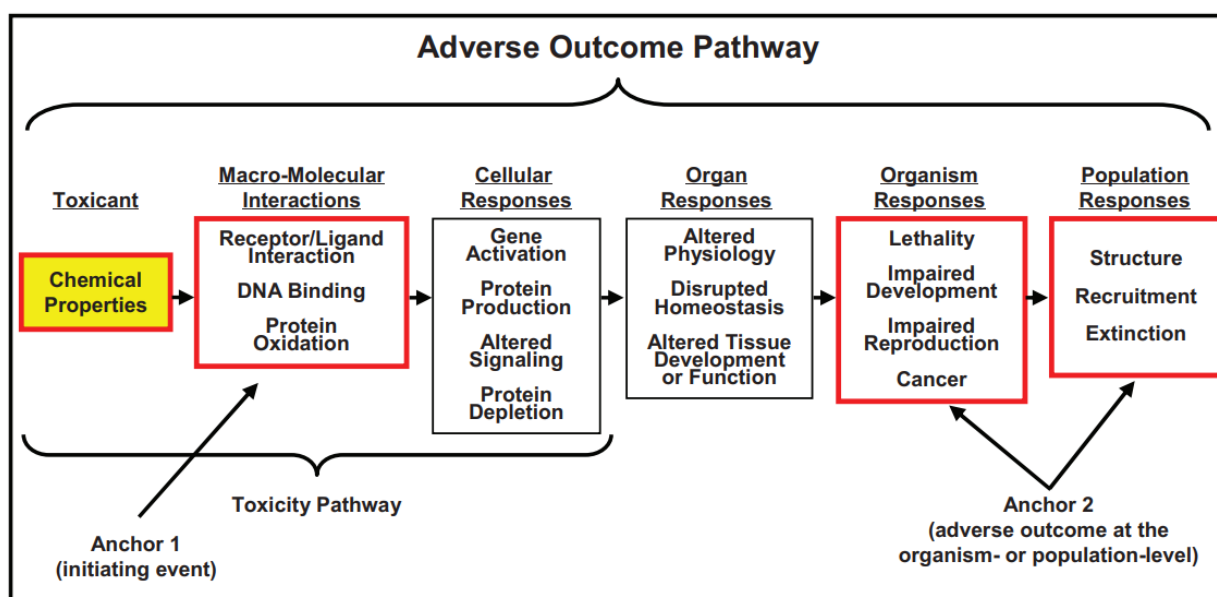 Adverse Outcome Pathway
Toxicant
Chemical
Properties
Macro-Molecular
Interactions
Receptor/Ligand
Interaction
DNA Binding
Protein
Oxidation
Cellular
Responses
Gene
Activation
Protein
Production
Altered
Signaling
Protein
Depletion
Organ
Responses
Altered
Physiology
Disrupted
Homeostasis
Altered Tissue
Development
or Function
Organism
Responses
Lethality
Impaired
Development
Impaired
Reproduction
Cancer
Population
Responses
Structure
Recruitment
Extinction
Toxicity Pathway
Anchor 1
(initiating event)
Anchor 2
(adverse outcome at the
organism- or population-level)